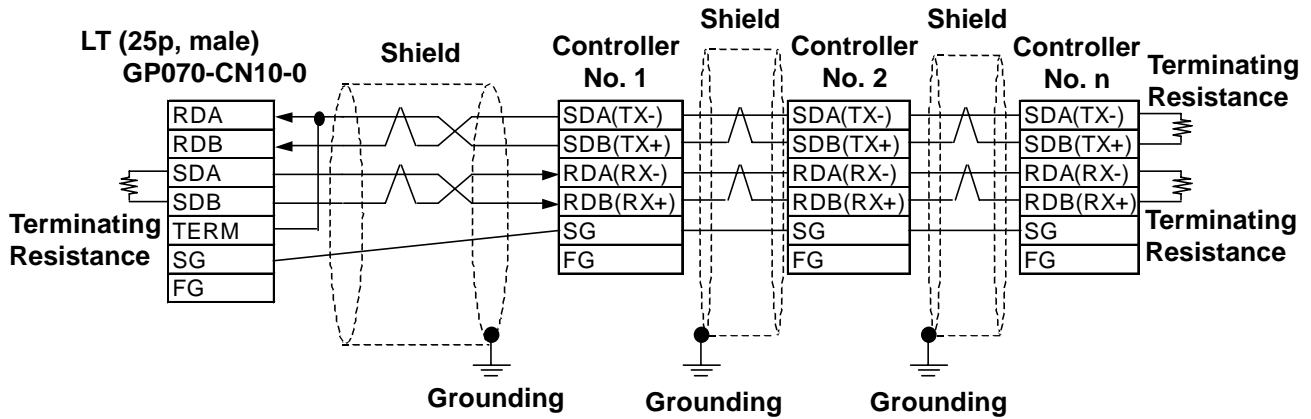 LT (25p, male)
GP070-CN10-0
RDA
RDB
SDA
SDB
TERM
SG
FG
Terminating
Resistance
Shield
Grounding
Controller
No. 1
SDA(TX-)
SDB(TX+)
RDA(RX-)
RDB(RX+)
SG
FG
Shield
Grounding
Controller
No. 2
SDA(TX-)
SDB(TX+)
RDA(RX-)
RDB(RX+)
SG
FG
Shield
Grounding
Controller
No. n
SDA(TX-)
SDB(TX+)
RDA(RX-)
RDB(RX+)
SG
FG
Terminating
Resistance
Terminating
Resistance